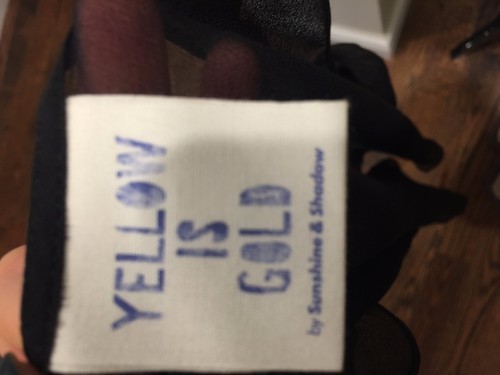 YELLOW
IS
GOLD
by Sunshine & Shadow